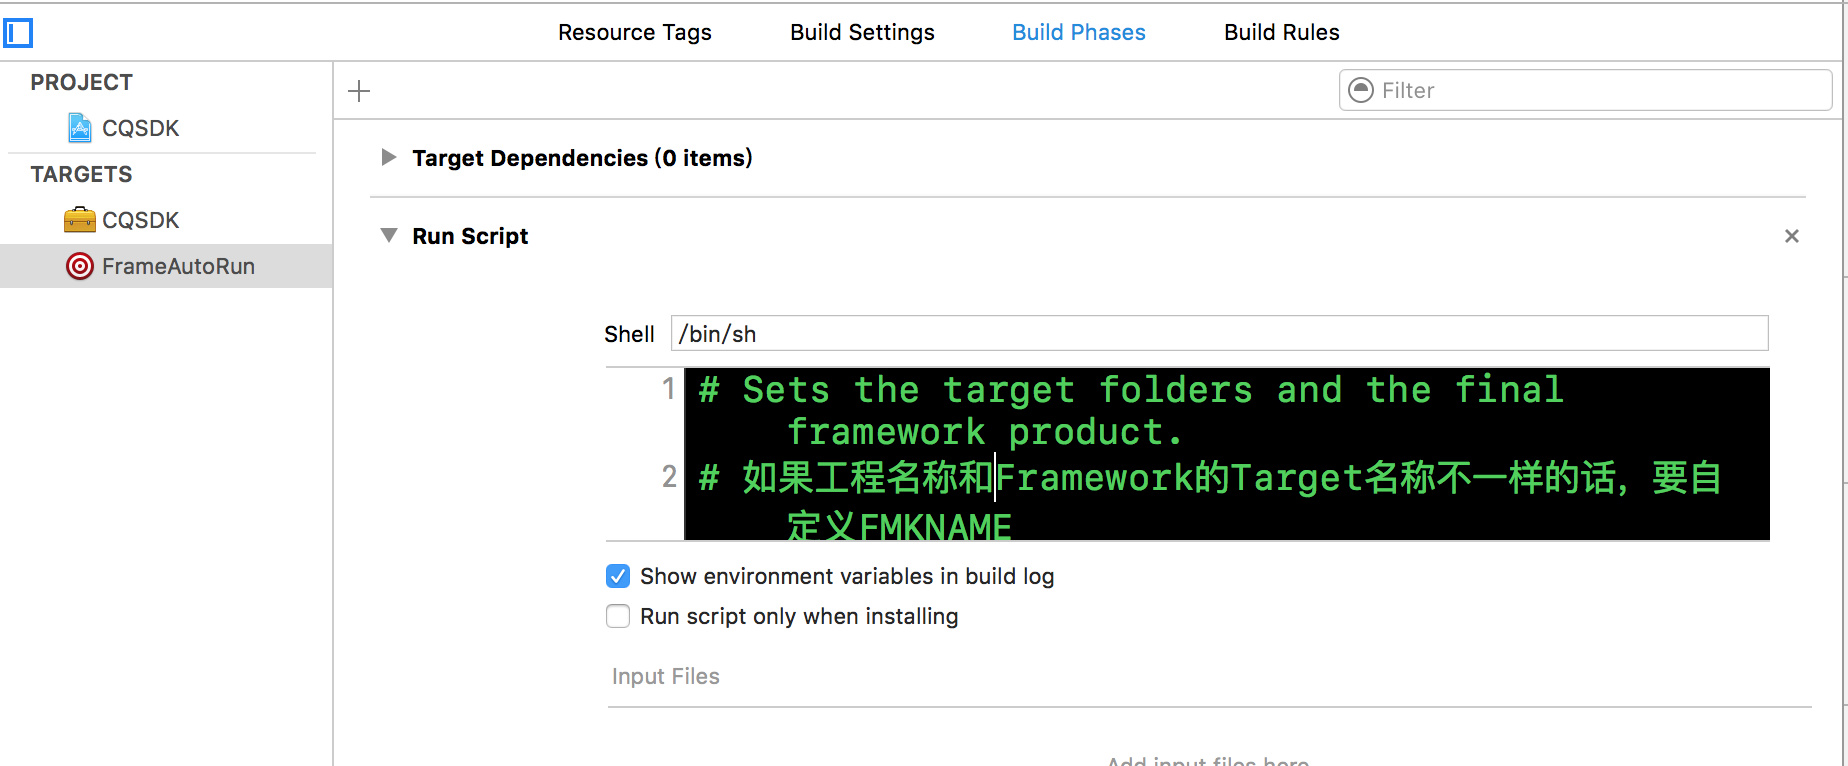 Resource Tags Build Settings Build Phases Build Rules
PROJECT
CQSDK
TARGETS
CQSDK
FrameAutoRun
Filter
Target Dependencies (0 items)
Run Script
Shell /bin/sh
1 # Sets the target folders and the final
framework product.
2 # 如果工程名称和Framework的Target名称不一样的话，要自
定义FMKNAME
Show environment variables in build log
Run script only when installing
Input Files
Add input files here